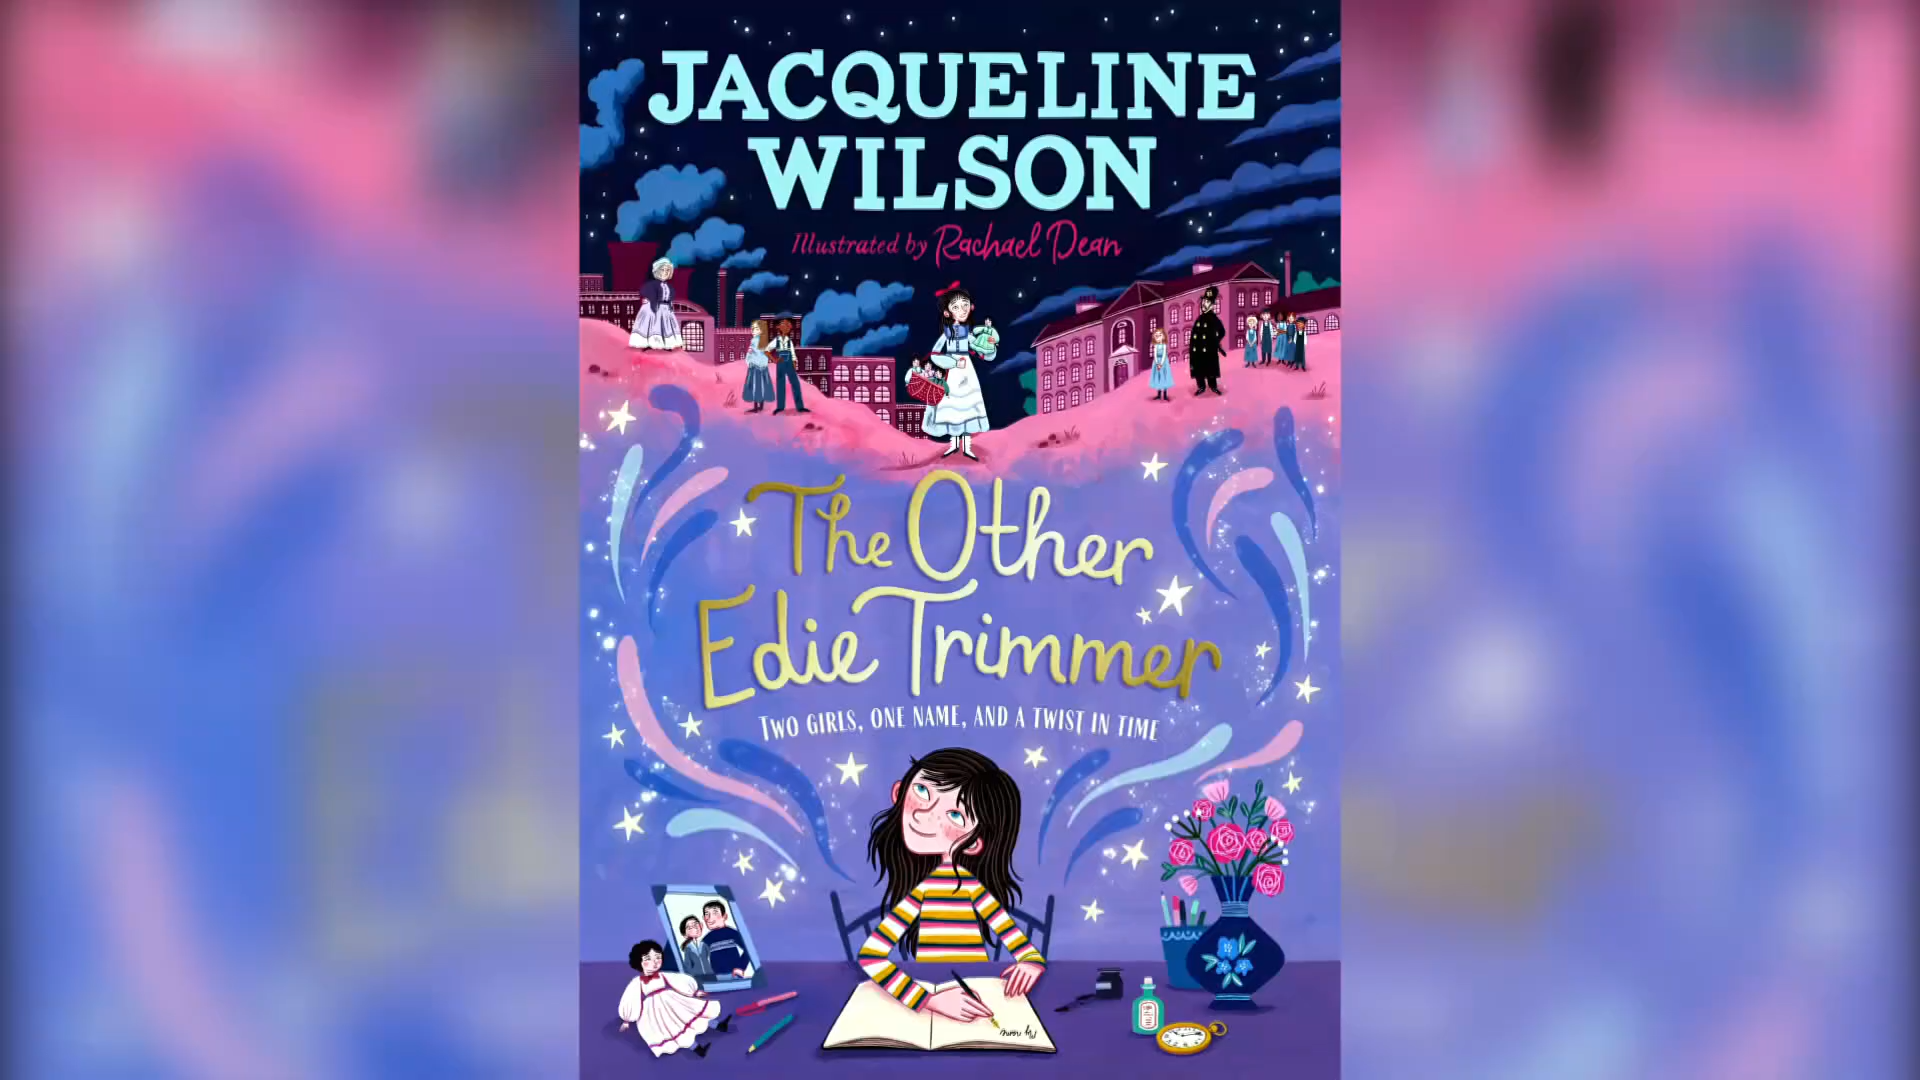 JACQUELINE
WILSON
Illustrated by Rachael Dean
The Other
Edie Trimmer
TWO GIRLS, ONE NAME, AND A TWIST IN TIME